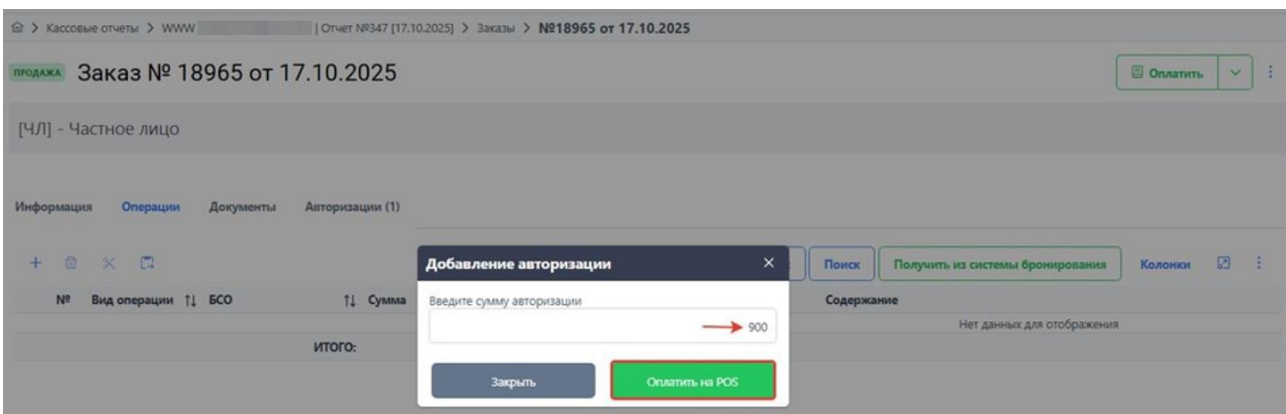 Кассовые отчеты > WWW | Отчет №347 [17.10.2025] > Заказы > №18965 от 17.10.2025
ПРОДАЖА Заказ № 18965 от 17.10.2025 Оплатить
[ЧЛ] - Частное лицо
Информация Операции Документы Авторизации (1)
Добавление авторизации
Поиск Получить из системы бронирования Колонки
№ Вид операции БСО Сумма Содержание
Введите сумму авторизации
900
Нет данных для отображения
ИТОГО:
Закрыть Оплатить на POS